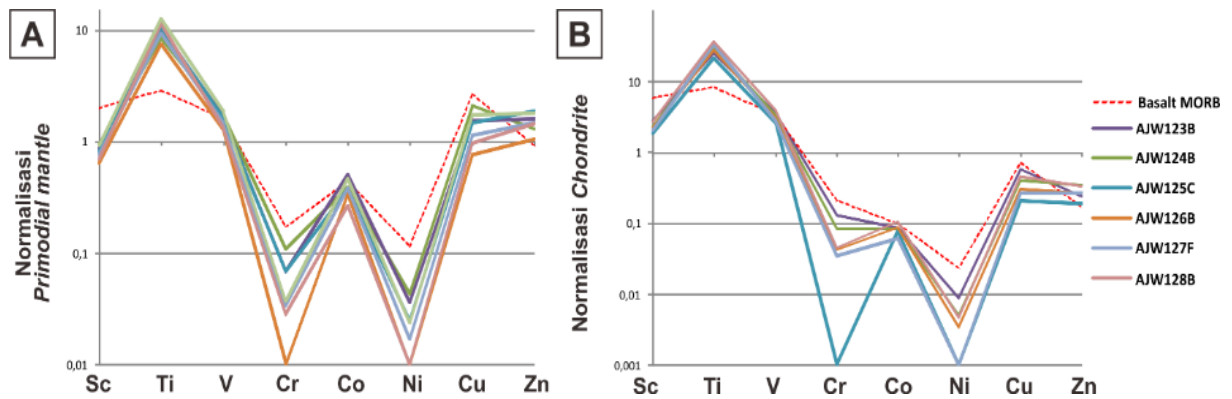 A
Normalisasi
Primodial mantle
10
1
0,1
0,01
Sc Ti V Cr Co Ni Cu Zn
B
Normalisasi Chondrite
10
1
0,1
0,01
0,001
Sc Ti V Cr Co Ni Cu Zn
Basalt MORB
AJW123B
AJW124B
AJW125C
AJW126B
AJW127F
AJW128B